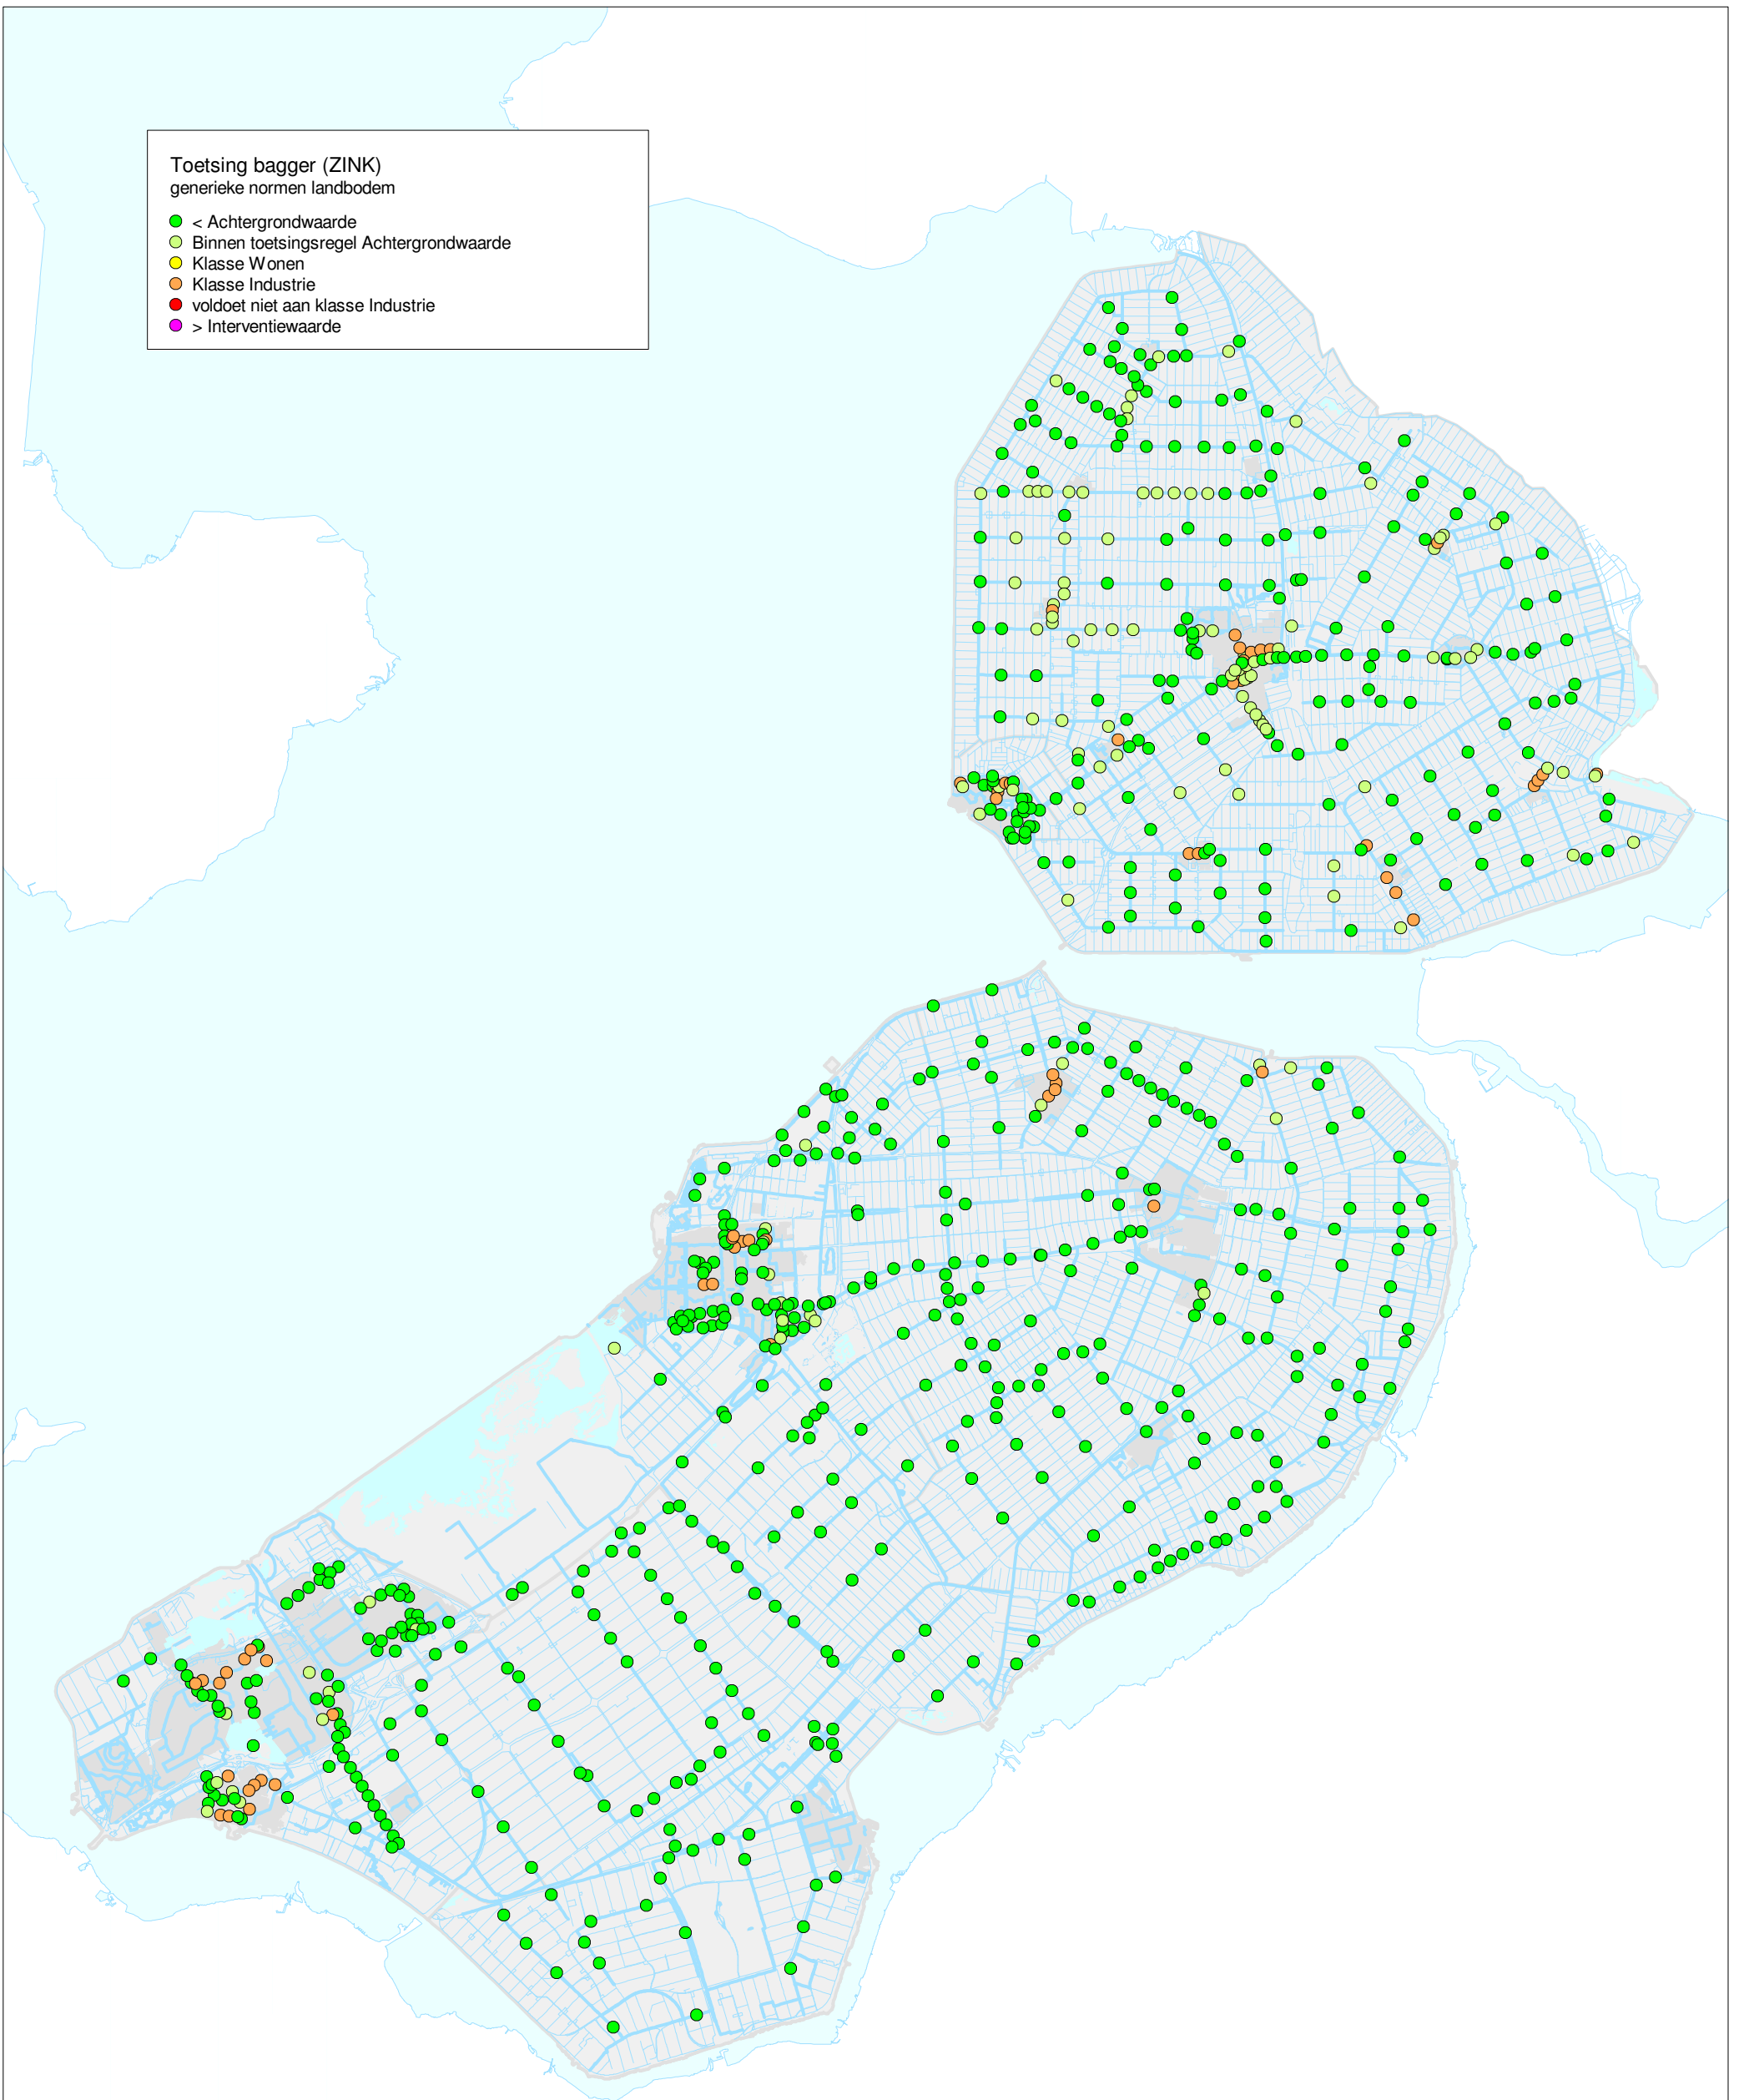 Toetsing bagger (ZINK)
generieke normen landbodem
< Achtergrondwaarde
Binnen toetsingsregel Achtergrondwaarde
Klasse Wonen
Klasse Industrie
voldoet niet aan klasse Industrie
> Interventiewaarde